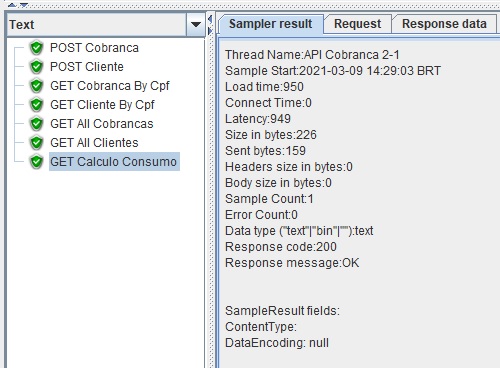 Text
POST Cobranca
POST Cliente
GET Cobranca By Cpf
GET Cliente By Cpf
GET All Cobrancas
GET All Clientes
GET Calculo Consumo
Sampler result
Request
Response data
Thread Name:API Cobranca 2-1
Sample Start:2021-03-09 14:29:03 BRT
Load time:950
Connect Time:0
Latency:949
Size in bytes:226
Sent bytes:159
Headers size in bytes:0
Body size in bytes:0
Sample Count:1
Error Count:0
Data type ("text"|"bin"|""):text
Response code:200
Response message:OK
SampleResult fields:
ContentType:
DataEncoding: null